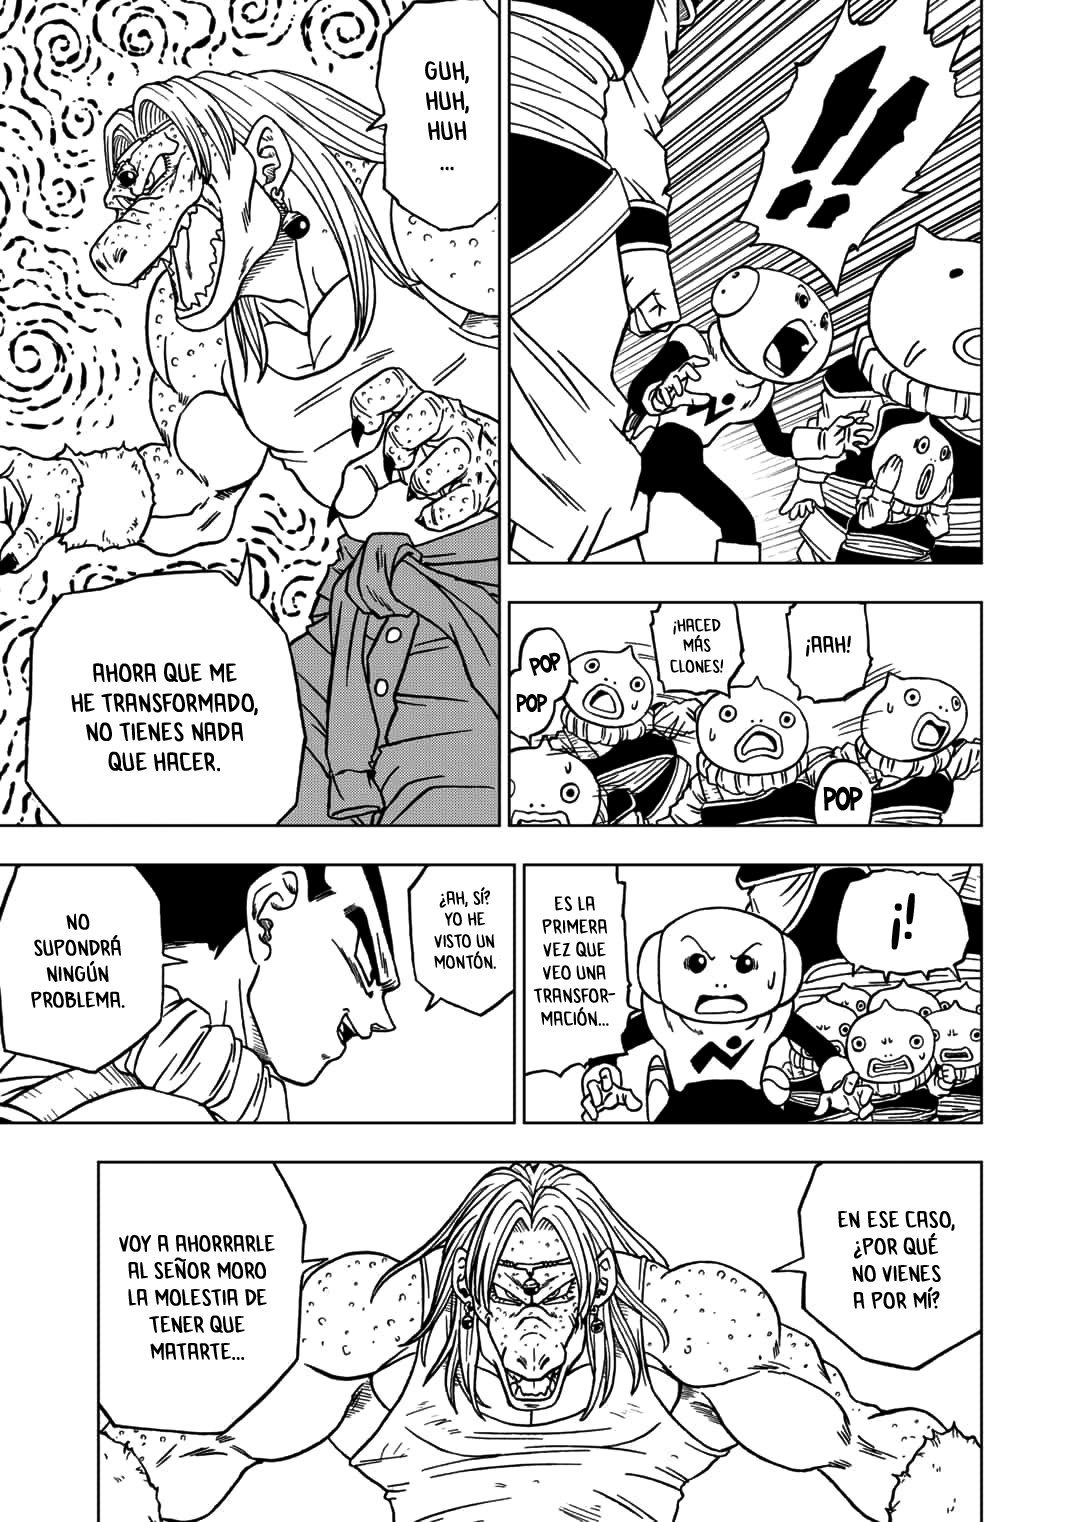 !!
GUH,
HUH,
HUH
...
AHORA QUE ME
HE TRANSFORMADO,
NO TIENES NADA
QUE HACER.
¡AAH!
¡HACED
MÁS
CLONES!
POP
POP
POP
¡!
ES LA
PRIMERA
VEZ QUE
VEO UNA
TRANSFOR-
MACIÓN...
¿AH, SÍ?
YO HE
VISTO UN
MONTÓN.
NO
SUPONDRÁ
NINGÚN
PROBLEMA.
EN ESE CASO,
¿POR QUÉ
NO VIENES
A POR MÍ?
VOY A AHORRARLE
AL SEÑOR MORO
LA MOLESTIA DE
TENER QUE
MATARTE...